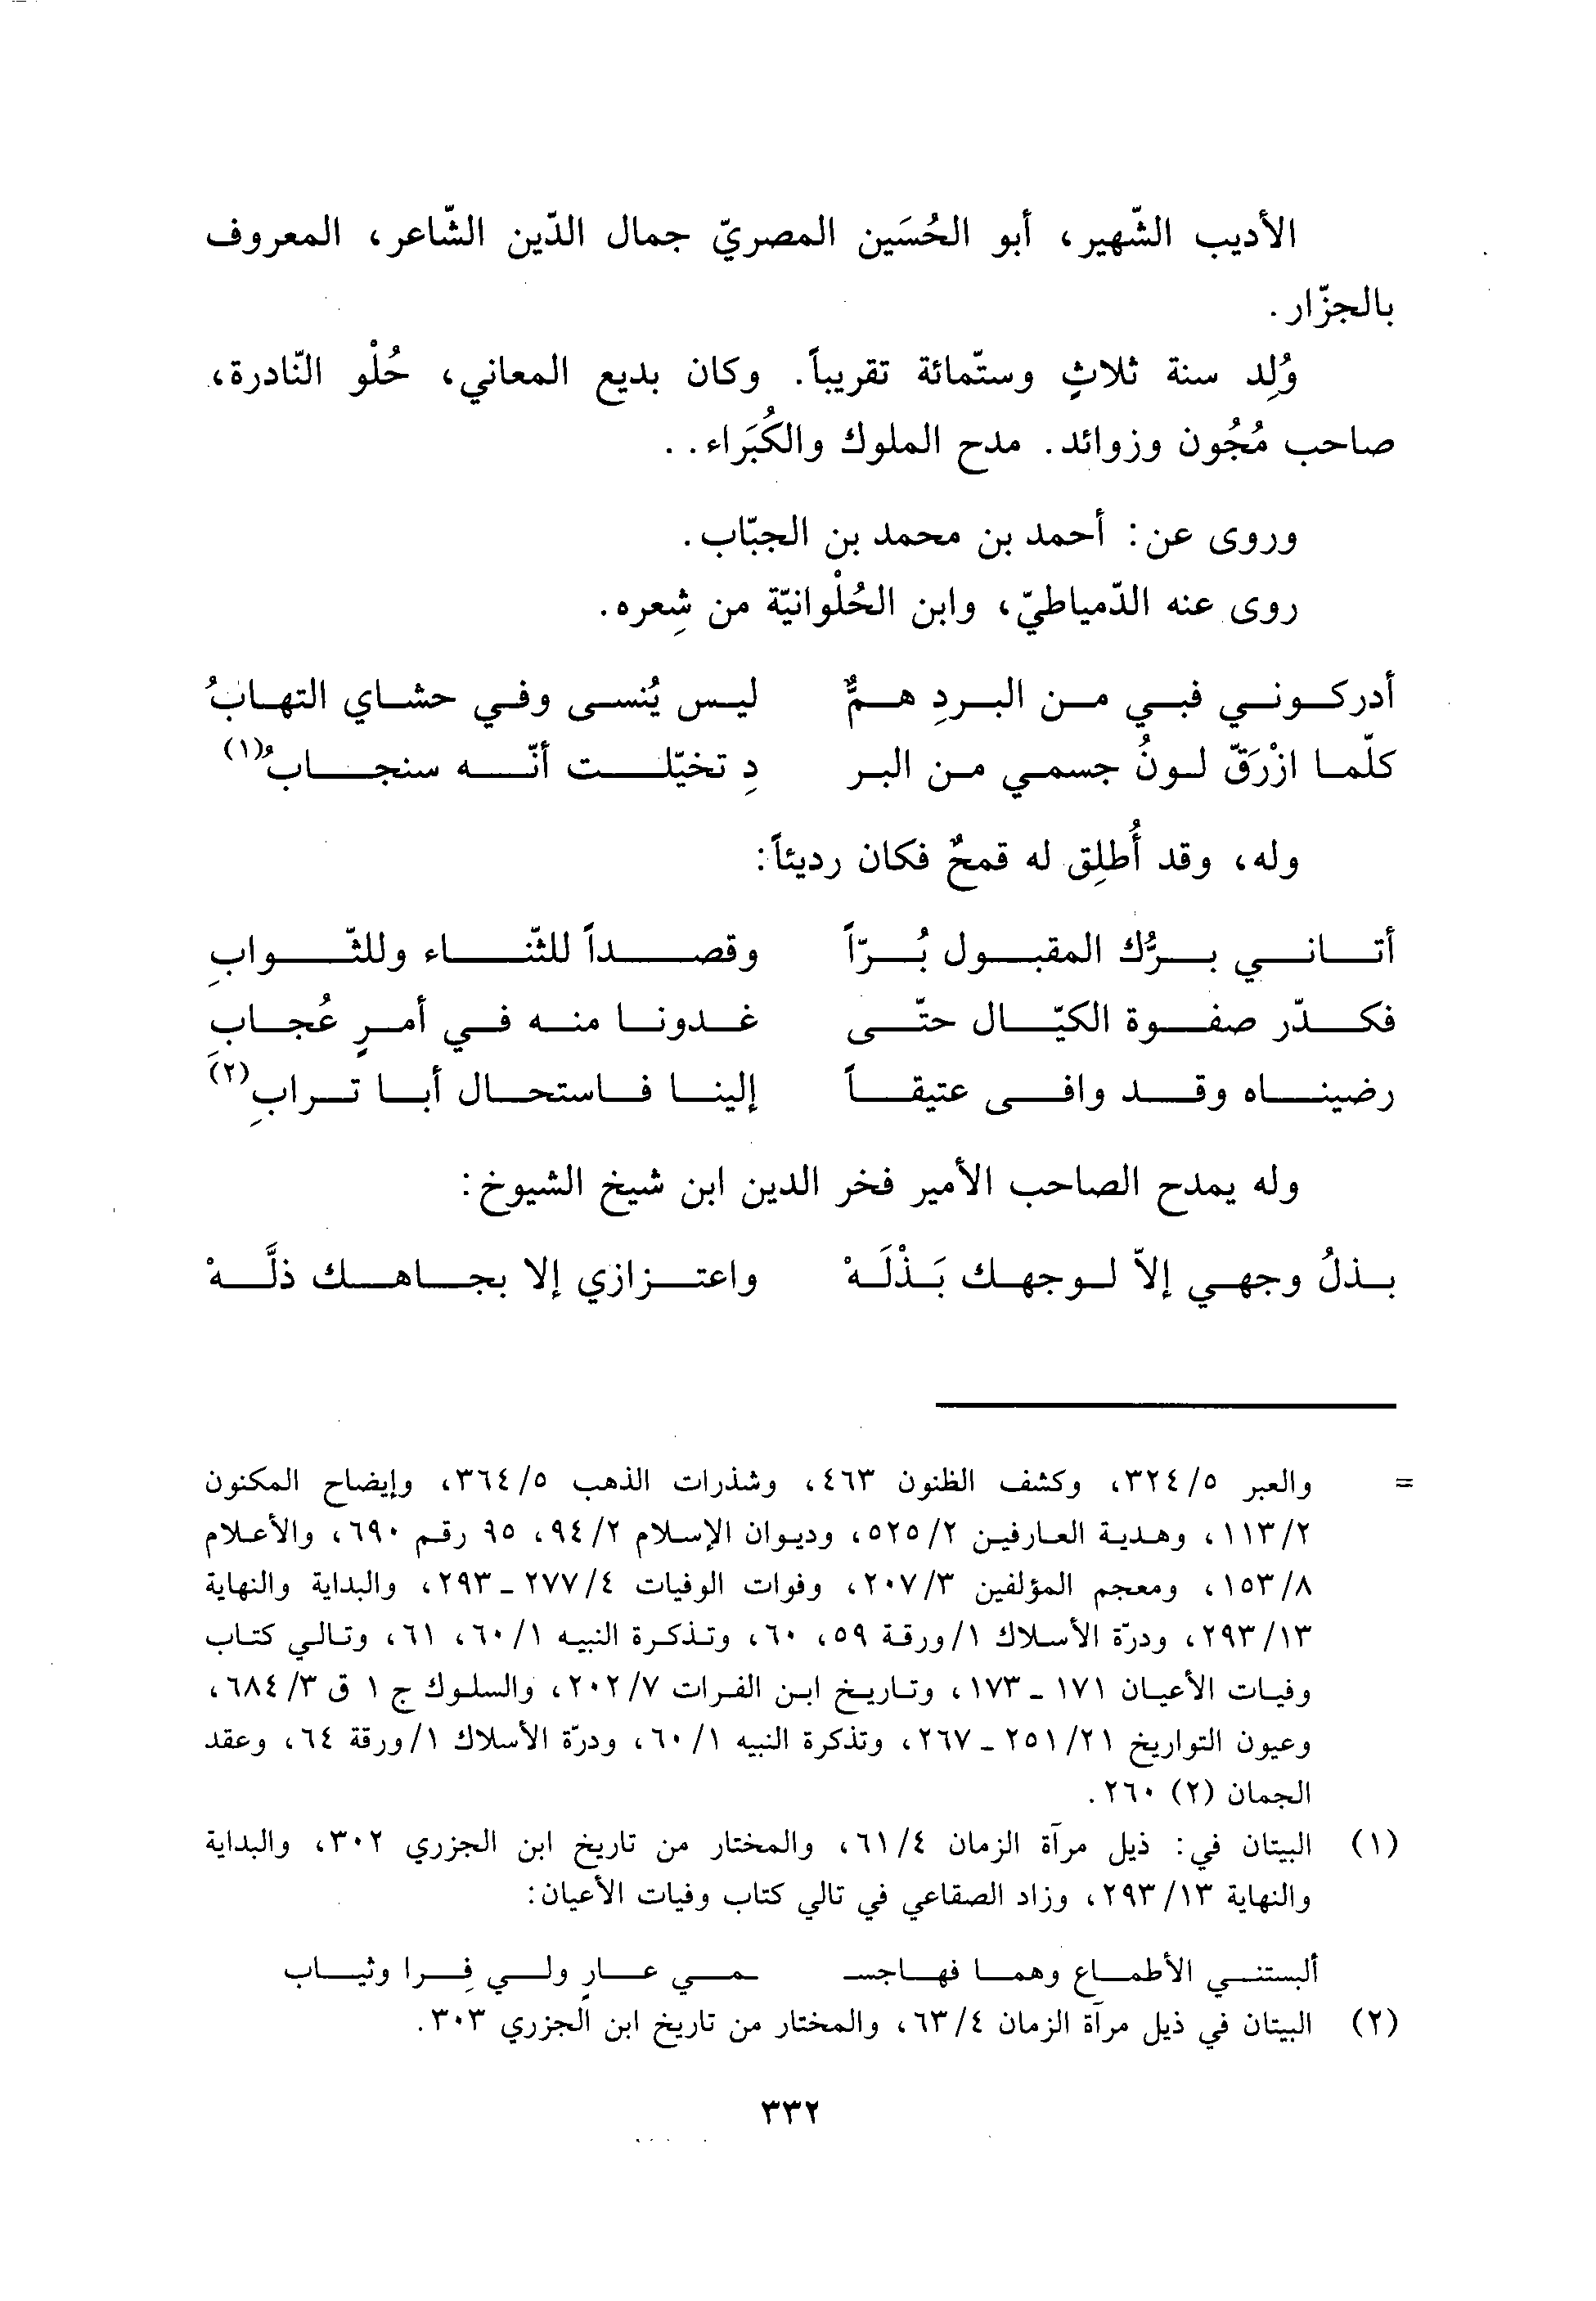 الأديب الشّهير، أبو الحُسَين المصريّ جمال الدّين الشّاعر، المعروف
بالجزّار.
وُلِد سنة ثلاثٍ وستّمائة تقريباً. وكان بديع المعاني، حُلْو النّادرة،
صاحب مُجُون وزوائد. مدح الملوك والكُبَراء..
وروى عن: أحمد بن محمد بن الجبّاب.
روى عنه الدّمياطيّ، وابن الحُلْوانيّة من شِعره.
أدركوني فبي من البردِ همٌّ ليس يُنسى وفي حشاي التهابُ
كلّما ازْرَقّ لونُ جسمي من البر دِ تخيّلت أنّه سنجابُ(١)
وله، وقد أُطلِق له قمحٌ فكان رديئاً:
أتاني برُّك المقبول بُرّاً وقصداً للثّناء وللثّوابِ
فكدّر صفوة الكيّال حتّى غدونا منه في أمرٍ عُجابِ
رضيناه وقد وافى عتيقاً إلينا فاستحال أبا ترابِ(٢)
وله يمدح الصاحب الأمير فخر الدين ابن شيخ الشيوخ:
بذلُ وجهي إلاّ لوجهك بَذْلَهْ واعتزازي إلا بجاهك ذلَّهْ
= والعبر ٣٢٤/٥، وكشف الظنون ٤٦٣، وشذرات الذهب ٣٦٤/٥، وإيضاح المكنون
١١٣/٢، وهدية العارفين ٥٢٥/٢، وديوان الإسلام ٩٤/٢، ٩٥ رقم ٦٩٠، والأعلام
١٥٣/٨، ومعجم المؤلفين ٢٠٧/٣، وفوات الوفيات ٢٧٧/٤ ـ ٢٩٣، والبداية والنهاية
٢٩٣/١٣، ودرّة الأسلاك ١/ورقة ٥٩، ٦٠، وتذكرة النبيه ٦٠/١، ٦١، وتالي كتاب
وفيات الأعيان ١٧١ ـ ١٧٣، وتاريخ ابن الفرات ٢٠٢/٧، والسلوك ج ١ ق ٦٨٤/٣،
وعيون التواريخ ٢٥١/٢١ ـ ٢٦٧، وتذكرة النبيه ٦٠/١، ودرّة الأسلاك ١/ورقة ٦٤، وعقد
الجمان (٢) ٢٦٠.
(١) البيتان في: ذيل مرآة الزمان ٦١/٤، والمختار من تاريخ ابن الجزري ٣٠٢، والبداية
والنهاية ٢٩٣/١٣، وزاد الصقاعي في تالي كتاب وفيات الأعيان:
ألبستني الأطماع وهما فهاجسـ ـمي عارٍ ولي فِرا وثياب
(٢) البيتان في ذيل مرآة الزمان ٦٣/٤، والمختار من تاريخ ابن الجزري ٣٠٣.
٣٣٢